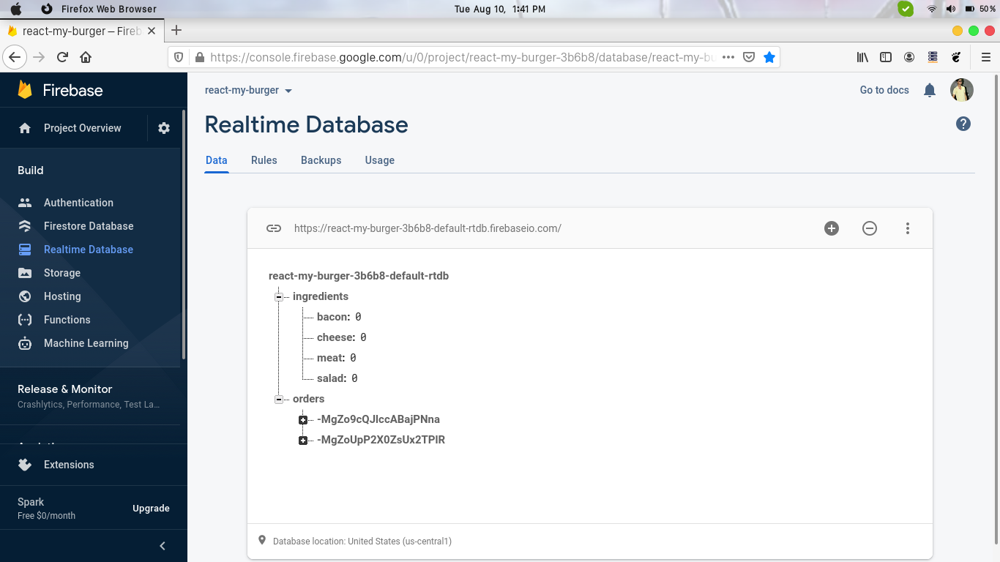 Firefox Web Browser
Tue Aug 10, 1:41 PM
50%
react-my-burger – Fireb
https://console.firebase.google.com/u/0/project/react-my-burger-3b6b8/database/react-my-bu
Firebase
react-my-burger
Go to docs
Project Overview
Realtime Database
Data Rules Backups Usage
Build
Authentication
Firestore Database
Realtime Database
Storage
Hosting
Functions
Machine Learning
Release & Monitor
Crashlytics, Performance, Test La...
Extensions
Spark
Free $0/month
Upgrade
https://react-my-burger-3b6b8-default-rtdb.firebaseio.com/
react-my-burger-3b6b8-default-rtdb
ingredients
bacon: 0
cheese: 0
meat: 0
salad: 0
orders
-MgZo9cQJlccABajPNna
-MgZoUpP2X0ZsUx2TPlR
Database location: United States (us-central1)